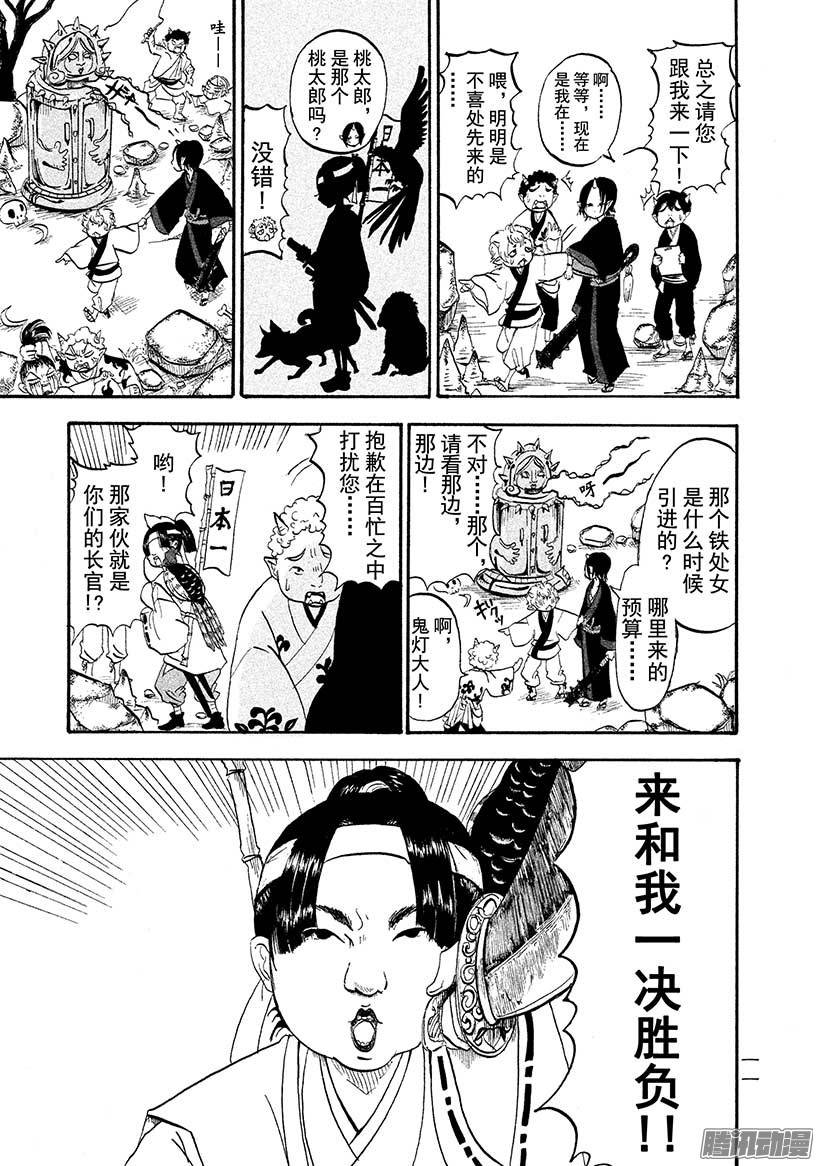 总之请您
跟我来一下！
啊……
等等，现在
是我在……
喂，明明是
不喜处先来的
……
桃太郎，
是那个
桃太郎吗？
日本
没错！
哇——
那个铁处女
是什么时候
引进的？
哪里来的
预算……
呀
不对……那个，
请看那边，
那边！
啊，
鬼灯大人！
抱歉在百忙之中
打扰您……
日本一
哟！
那家伙就是
你们的长官！？
来和我一决胜负！！
一一
腾讯动漫